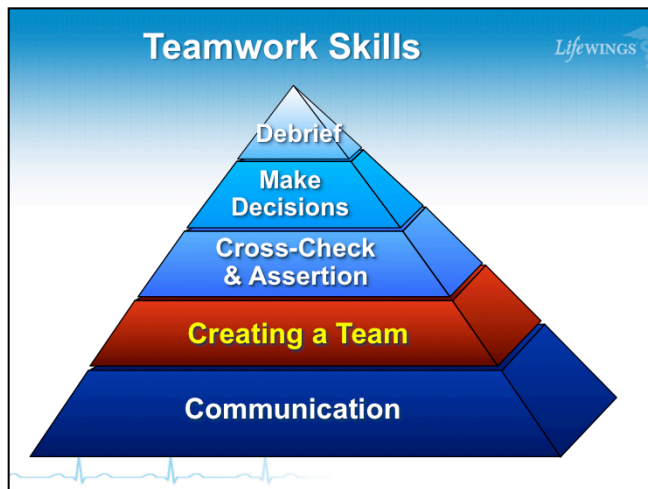 Teamwork Skills
LifeWINGS
Debrief
Make
Decisions
Cross-Check
& Assertion
Creating a Team
Communication